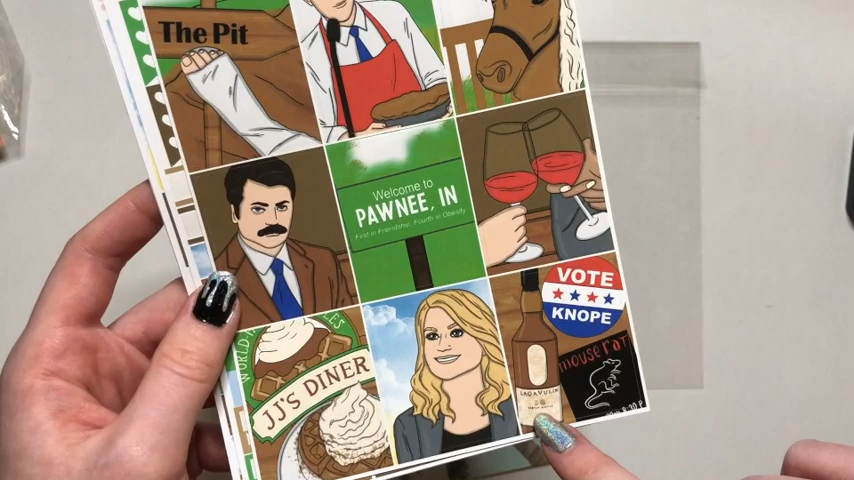 The Pit
Welcome to
PAWNEE, IN
First in Friendship, Fourth in Obesity
VOTE
KNOPE
JJ'S DINER
LAGAVULIN
mouse rat